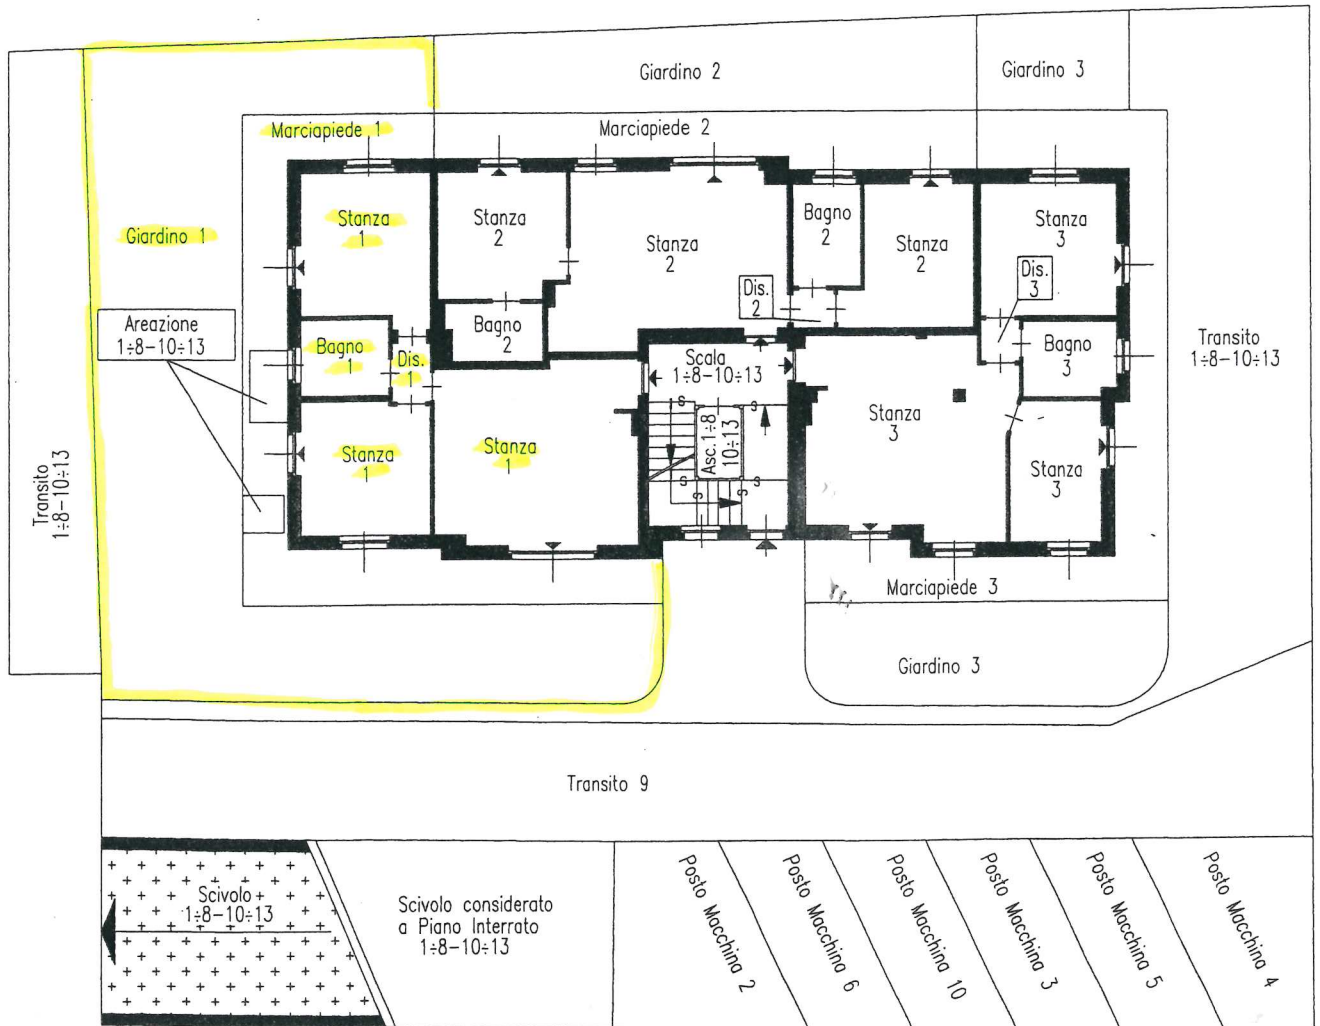 Giardino 2
Giardino 3
Marciapiede 1
Marciapiede 2
Stanza
1
Stanza
2
Stanza
2
Bagno
2
Stanza
2
Stanza
3
Giardino 1
Dis.
2
Dis.
3
Areazione
1÷8-10÷13
Bagno
1
Dis.
1
Bagno
2
Scala
1÷8-10÷13
Bagno
3
Transito
1÷8-10÷13
Stanza
1
Stanza
1
Asc.1÷8
10÷13
s
s
s
s
s
Stanza
3
Stanza
3
Transito
1÷8-10÷13
Marciapiede 3
Giardino 3
Transito 9
Scivolo
1÷8-10÷13
Scivolo considerato
a Piano Interrato
1÷8-10÷13
Posto Macchina 2
Posto Macchina 6
Posto Macchina 10
Posto Macchina 3
Posto Macchina 5
Posto Macchina 4